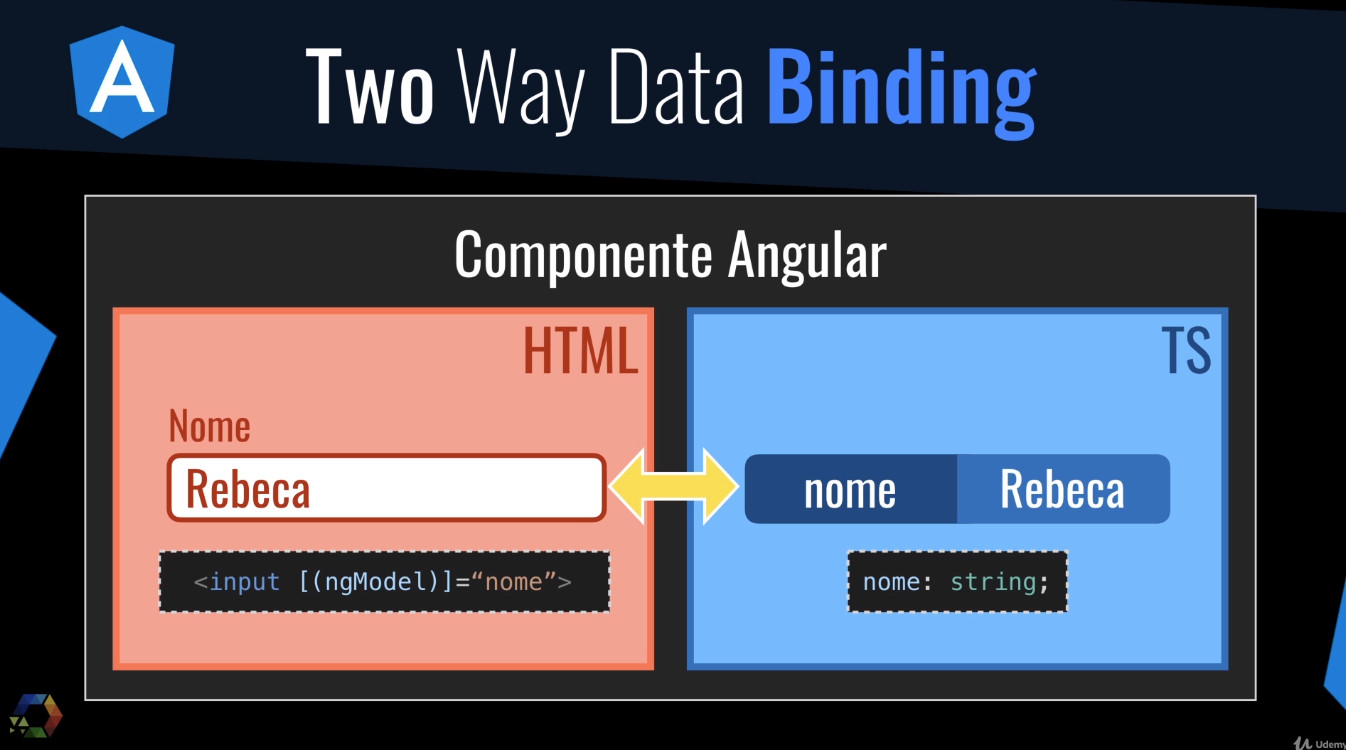 Two Way Data Binding
Componente Angular
HTML
TS
Nome
Rebeca
nome
Rebeca
<input [(ngModel)]=“nome”>
nome: string;
Udemy